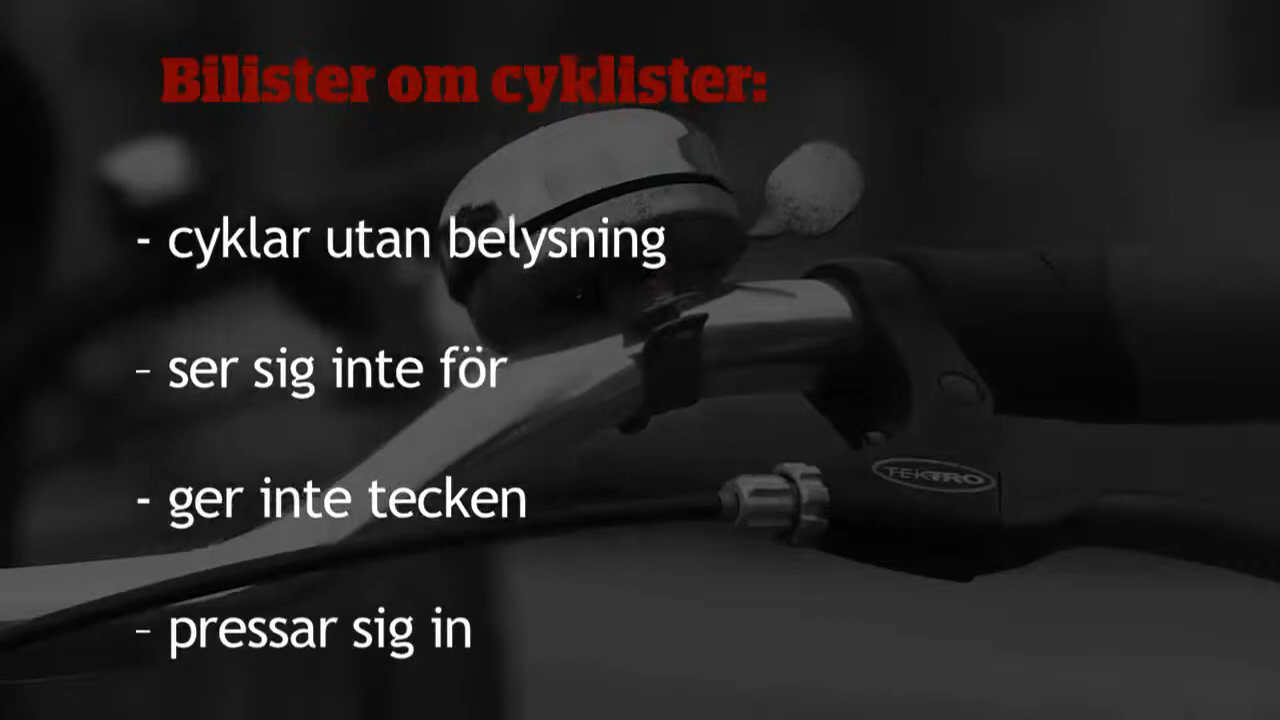 Bilister om cyklister:
- cyklar utan belysning
- ser sig inte för
- ger inte tecken
TEKTRO
- pressar sig in